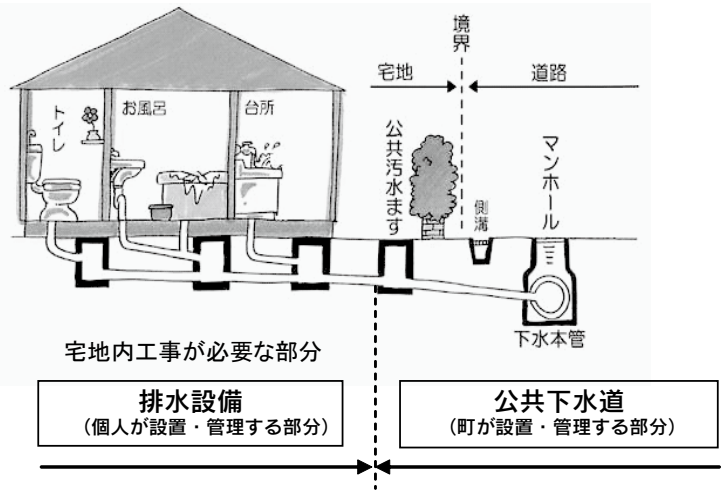 境界
宅地
道路
トイレ
お風呂
台所
公共汚水ます
側溝
マンホール
下水本管
宅地内工事が必要な部分
排水設備
（個人が設置・管理する部分）
公共下水道
（町が設置・管理する部分）